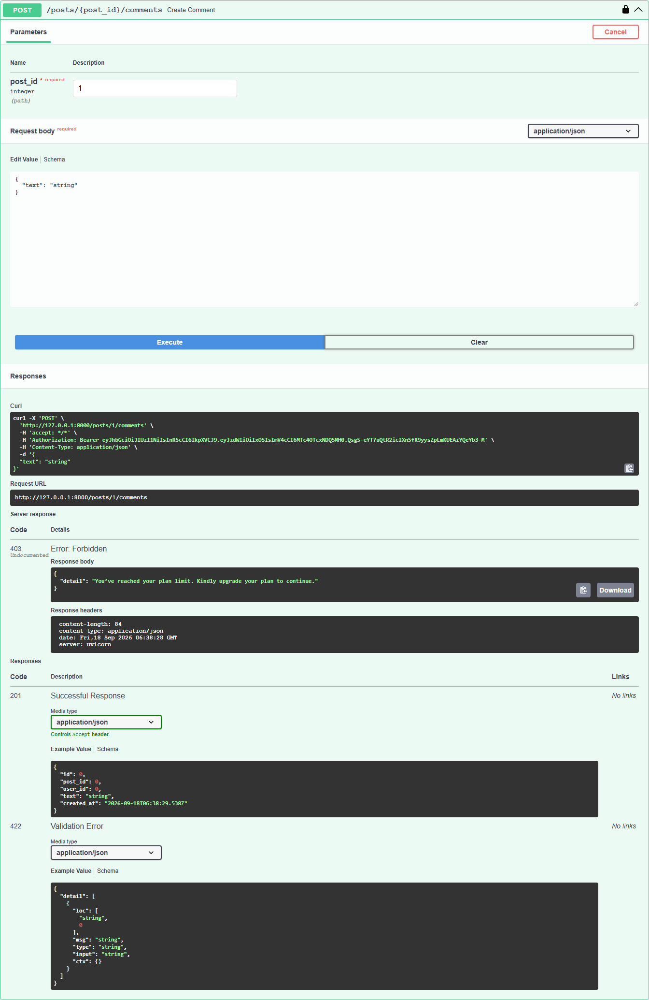 POST /posts/{post_id}/comments Create Comment
Parameters
Cancel
Name Description
post_id * required
integer
(path)
1
Request body required
application/json
Edit Value Schema
{
  "text": "string"
}
Execute
Clear
Responses
Curl
curl -X 'POST' \
  'http://127.0.0.1:8000/posts/1/comments' \
  -H 'accept: */*' \
  -H 'Authorization: Bearer eyJhbGciOiJIUzI1NiIsInR5cCI6IkpXVCJ9.eyJzdWIiOiIxOSIsImV4cCI6MTc4OTcxNDQ5MH0.QsgS-eYT7uQtR2icIXnSfR9yysZpLmKUEAzYQeYb3-M' \
  -H 'Content-Type: application/json' \
  -d '{
  "text": "string"
}'
Request URL
http://127.0.0.1:8000/posts/1/comments
Server response
Code Details
403
Undocumented
Error: Forbidden
Response body
{
  "detail": "You’ve reached your plan limit. Kindly upgrade your plan to continue."
}
Download
Response headers
content-length: 84
content-type: application/json
date: Fri,18 Sep 2026 06:38:28 GMT
server: uvicorn
Responses
Code Description Links
201 Successful Response No links
Media type
application/json
Controls Accept header.
Example Value Schema
{
  "id": 0,
  "post_id": 0,
  "user_id": 0,
  "text": "string",
  "created_at": "2026-09-18T06:38:29.538Z"
}
422 Validation Error No links
Media type
application/json
Example Value Schema
{
  "detail": [
    {
      "loc": [
        "string",
        0
      ],
      "msg": "string",
      "type": "string",
      "input": "string",
      "ctx": {}
    }
  ]
}